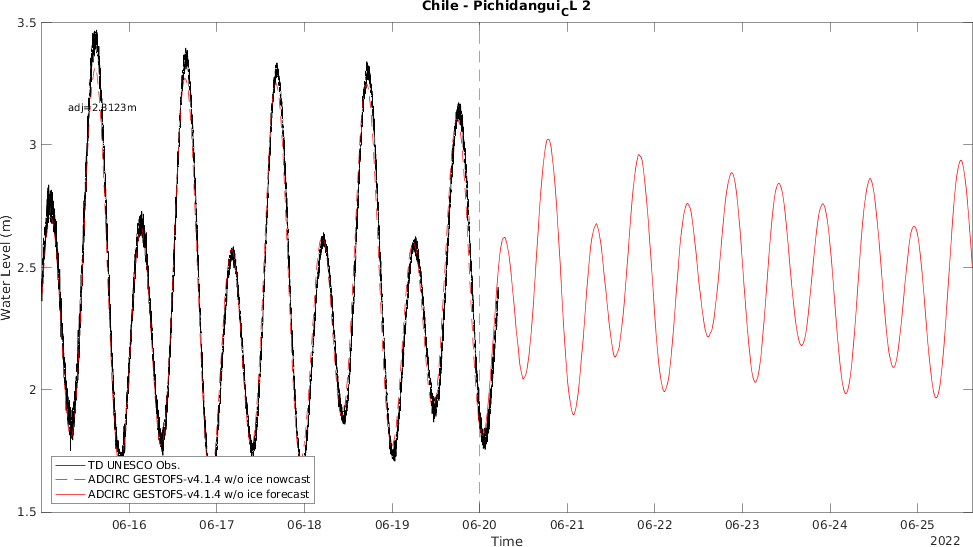 Chile - PichidanguiCL 2
3.5
adj=2.3123m
3
Water Level (m)
2.5
2
TD UNESCO Obs.
ADCIRC GESTOFS-v4.1.4 w/o ice nowcast
ADCIRC GESTOFS-v4.1.4 w/o ice forecast
1.5
06-16 06-17 06-18 06-19 06-20 06-21 06-22 06-23 06-24 06-25
Time
2022